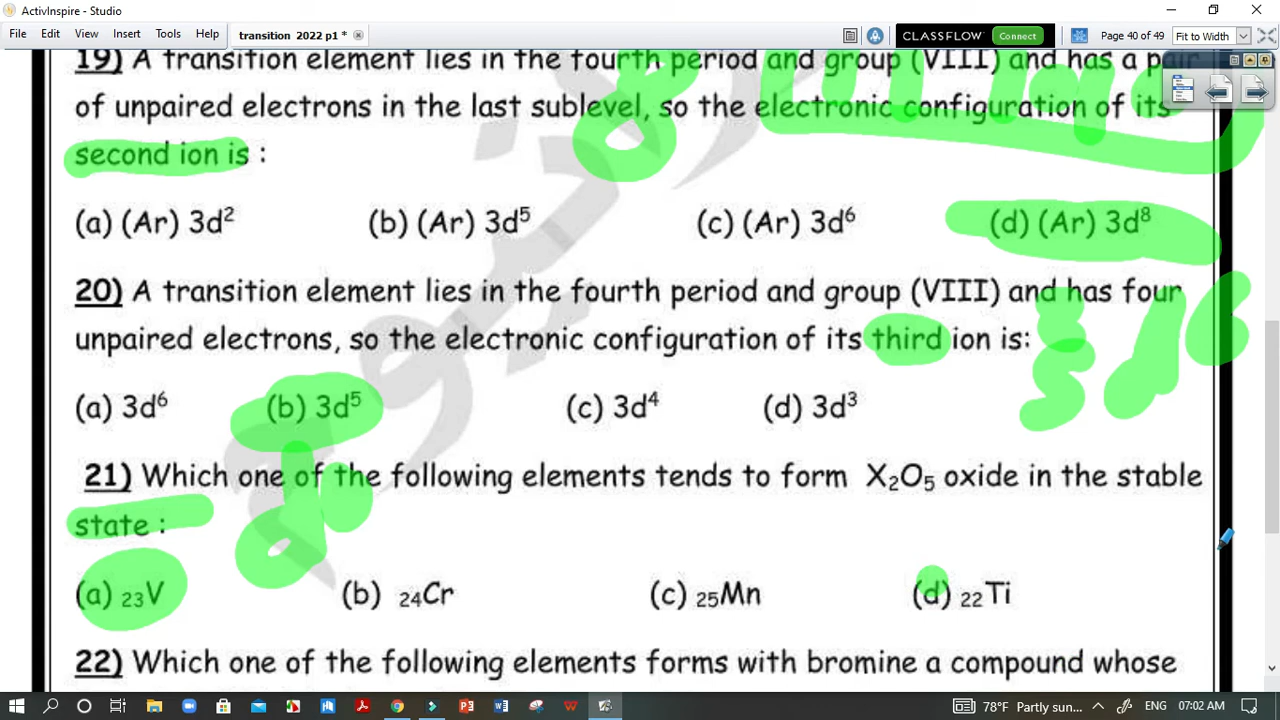 ActivInspire - Studio
File Edit View Insert Tools Help transition 2022 p1 * CLASSFLOW Connect Page 40 of 49 Fit to Width
19) A transition element lies in the fourth period and group (VIII) and has a pair
of unpaired electrons in the last sublevel, so the electronic configuration of its
second ion is :
(a) (Ar) 3d² (b) (Ar) 3d⁵ (c) (Ar) 3d⁶ (d) (Ar) 3d⁸
20) A transition element lies in the fourth period and group (VIII) and has four
unpaired electrons, so the electronic configuration of its third ion is:
(a) 3d⁶ (b) 3d⁵ (c) 3d⁴ (d) 3d³
21) Which one of the following elements tends to form X₂O₅ oxide in the stable
state :
(a) ₂₃V (b) ₂₄Cr (c) ₂₅Mn (d) ₂₂Ti
22) Which one of the following elements forms with bromine a compound whose
78°F Partly sun... 07:02 AM